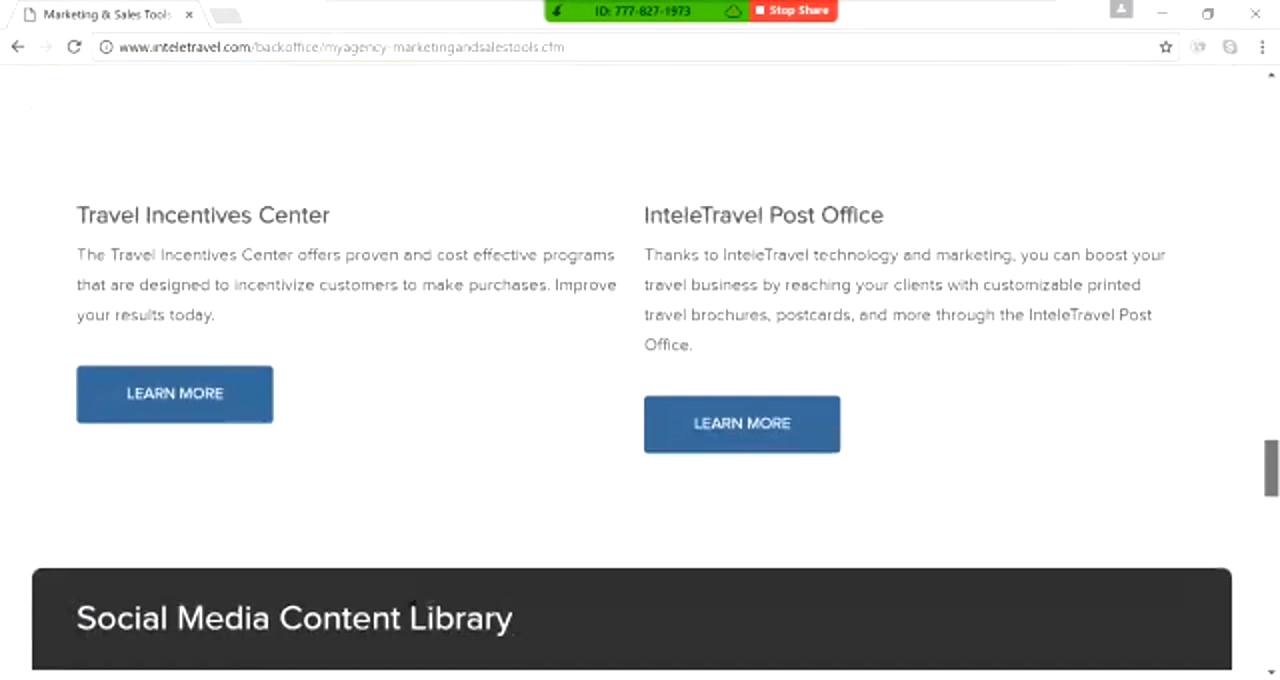 Marketing & Sales Tools
ID: 777-827-1973
Stop Share
www.inteletravel.com/backoffice/myagency-marketingandsalestools.cfm
Travel Incentives Center
The Travel Incentives Center offers proven and cost effective programs
that are designed to incentivize customers to make purchases. Improve
your results today.
LEARN MORE
InteleTravel Post Office
Thanks to InteleTravel technology and marketing, you can boost your
travel business by reaching your clients with customizable printed
travel brochures, postcards, and more through the InteleTravel Post
Office.
LEARN MORE
Social Media Content Library